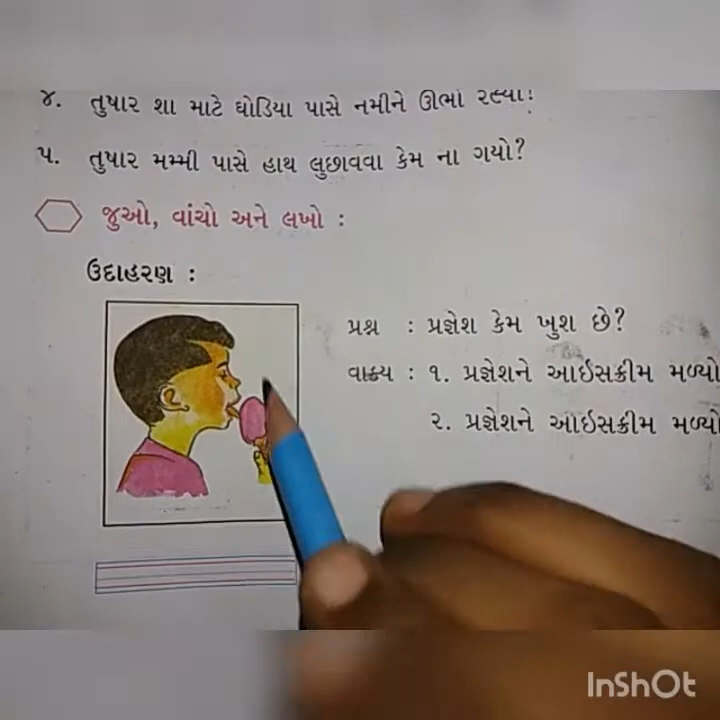 ૪. તુષાર શા માટે ઘોડિયા પાસે નમીને ઊભા રહ્યા?
૫. તુષાર મમ્મી પાસે હાથ લુછાવવા કેમ ના ગયો?
જુઓ, વાંચો અને લખો :
ઉદાહરણ :
પ્રશ્ન : પ્રજ્ઞેશ કેમ ખુશ છે?
વાક્ય : ૧. પ્રજ્ઞેશને આઈસક્રીમ મળ્યો
૨. પ્રજ્ઞેશને આઈસક્રીમ મળ્યો
InShOt